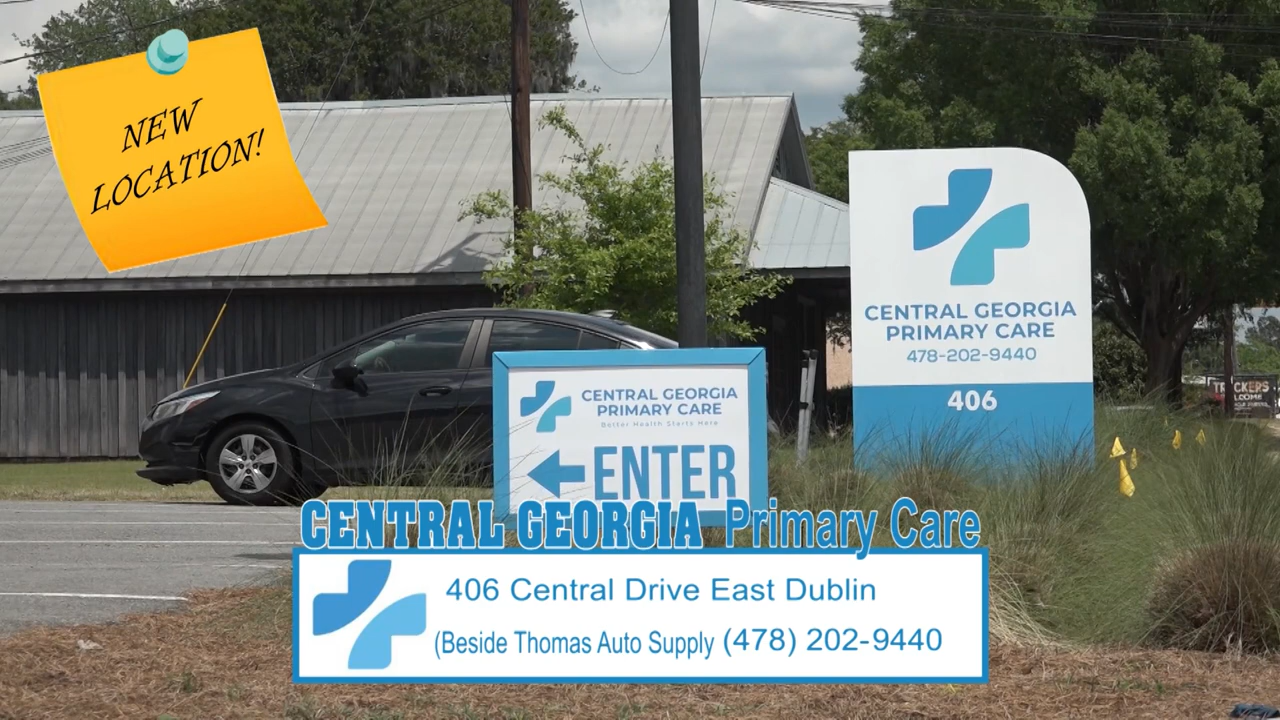 NEW
LOCATION!
CENTRAL GEORGIA
PRIMARY CARE
478-202-9440
406
CENTRAL GEORGIA
PRIMARY CARE
Better Health Starts Here
ENTER
CENTRAL GEORGIA Primary Care
406 Central Drive East Dublin
(Beside Thomas Auto Supply (478) 202-9440